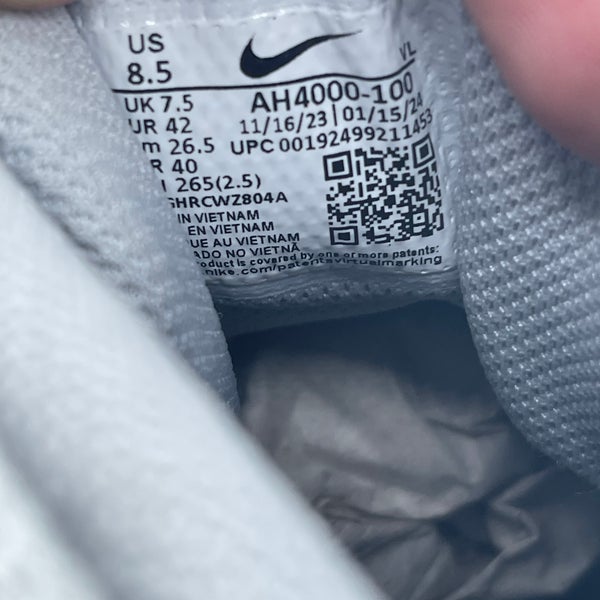 US
8.5
VL
UK 7.5
AH4000-100
UR 42
11/16/23 | 01/15/24
m 26.5
UPC 00192499211453
R 40
265(2.5)
GHRCWZ804A
IN VIETNAM
EN VIETNAM
UE AU VIETNAM
ADO NO VIETNÃ
oduct is covered by one or more patents:
nike.com/patentsvirtualmarking